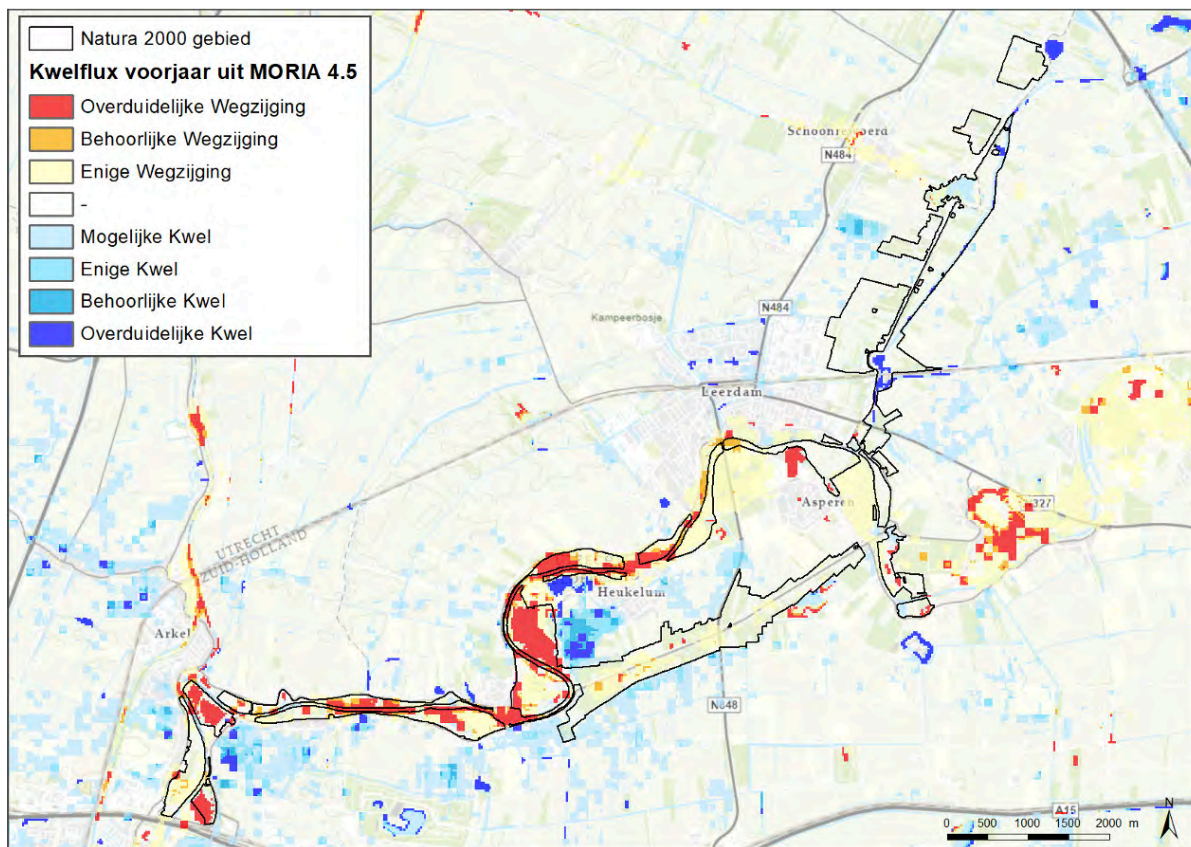 Natura 2000 gebied
Kwelflux voorjaar uit MORIA 4.5
Overduidelijke Wegzijging
Behoorlijke Wegzijging
Enige Wegzijging
-
Mogelijke Kwel
Enige Kwel
Behoorlijke Kwel
Overduidelijke Kwel
N484
N484
Kampeerbosje
Leerdam
Asperen
327
UTRECHT
ZUID-HOLLAND
Heukelum
Arkel
N848
A15
N
0 500 1000 1500 2000 m